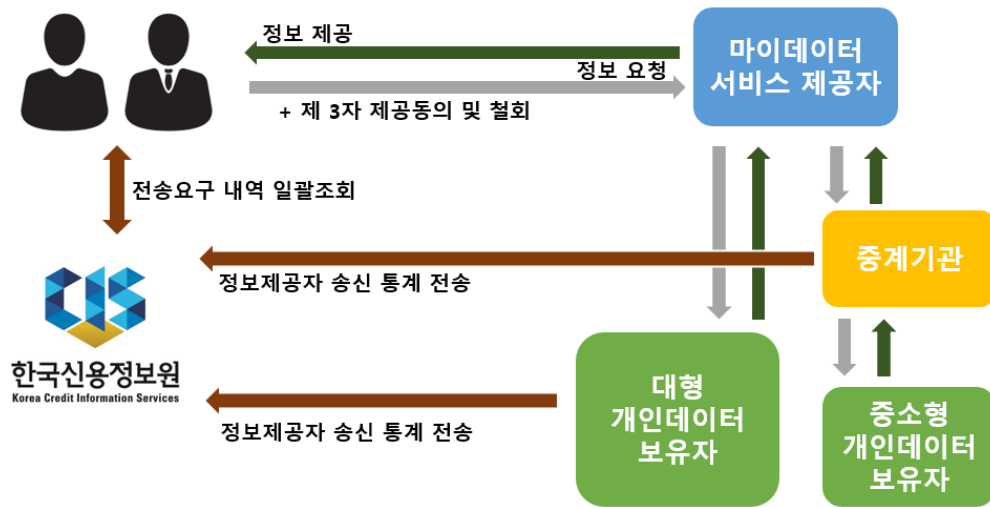 정보 제공
정보 요청
+ 제 3자 제공동의 및 철회
마이데이터
서비스 제공자
전송요구 내역 일괄조회
중계기관
정보제공자 송신 통계 전송
CIS
한국신용정보원
Korea Credit Information Services
정보제공자 송신 통계 전송
대형
개인데이터
보유자
중소형
개인데이터
보유자